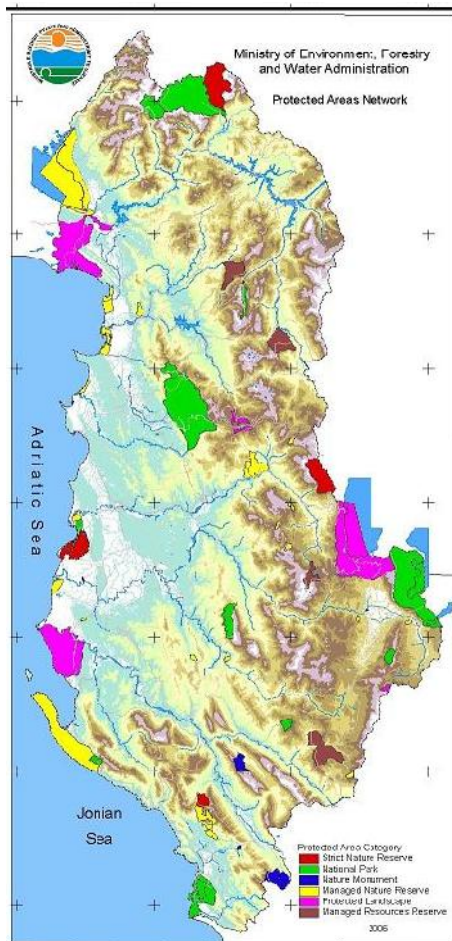 Ministry of Environment, Forestry
and Water Administration
Protected Areas Network
Adriatic Sea
Jonian
Sea
Protected Area Category
Strict Nature Reserve
National Park
Nature Monument
Managed Nature Reserve
Protected Landscape
Managed Resources Reserve
2006